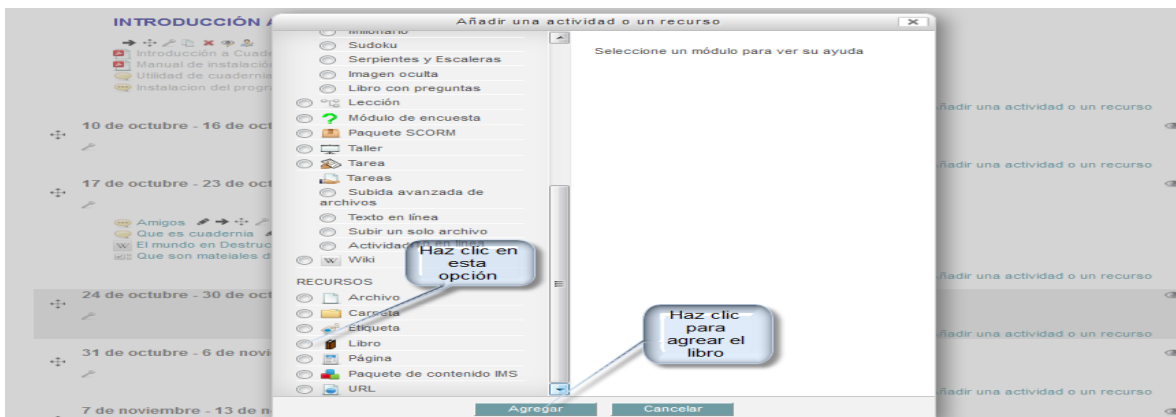 INTRODUCCIÓN A
Añadir una actividad o un recurso
Millonario
Sudoku
Serpientes y Escaleras
Imagen oculta
Libro con preguntas
Lección
Módulo de encuesta
Paquete SCORM
Taller
Tarea
Tareas
Subida avanzada de
archivos
Texto en línea
Subir un solo archivo
Actividad
Wiki
RECURSOS
Archivo
Carpeta
Etiqueta
Libro
Página
Paquete de contenido IMS
URL
Seleccione un módulo para ver su ayuda
Haz clic en
esta
opción
Haz clic
para
agrear el
libro
Agregar
Cancelar
Introducción a Cuade
Manual de instalació
Utilidad de cuadernia
Instalacion del progra
ñadir una actividad o un recurso
10 de octubre - 16 de oct
ñadir una actividad o un recurso
17 de octubre - 23 de oct
Amigos
Que es cuadernia
El mundo en Destruc
Que son mateiales d
ñadir una actividad o un recurso
24 de octubre - 30 de oct
ñadir una actividad o un recurso
31 de octubre - 6 de novi
ñadir una actividad o un recurso
7 de noviembre - 13 de n